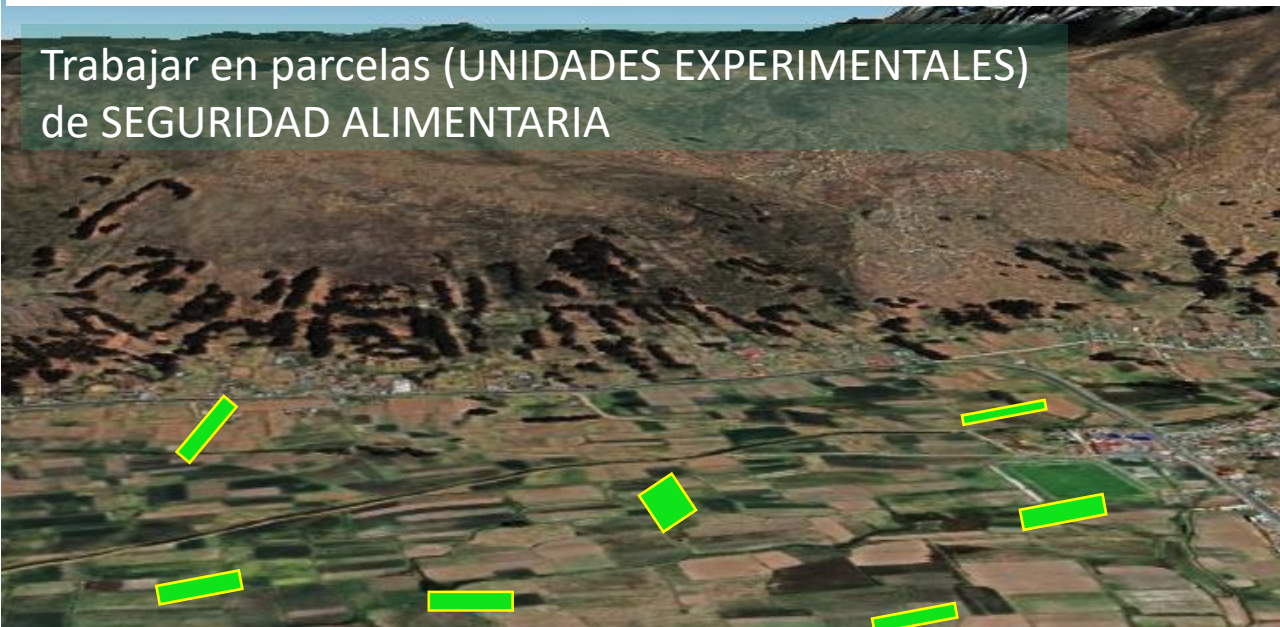 Trabajar en parcelas (UNIDADES EXPERIMENTALES)
de SEGURIDAD ALIMENTARIA